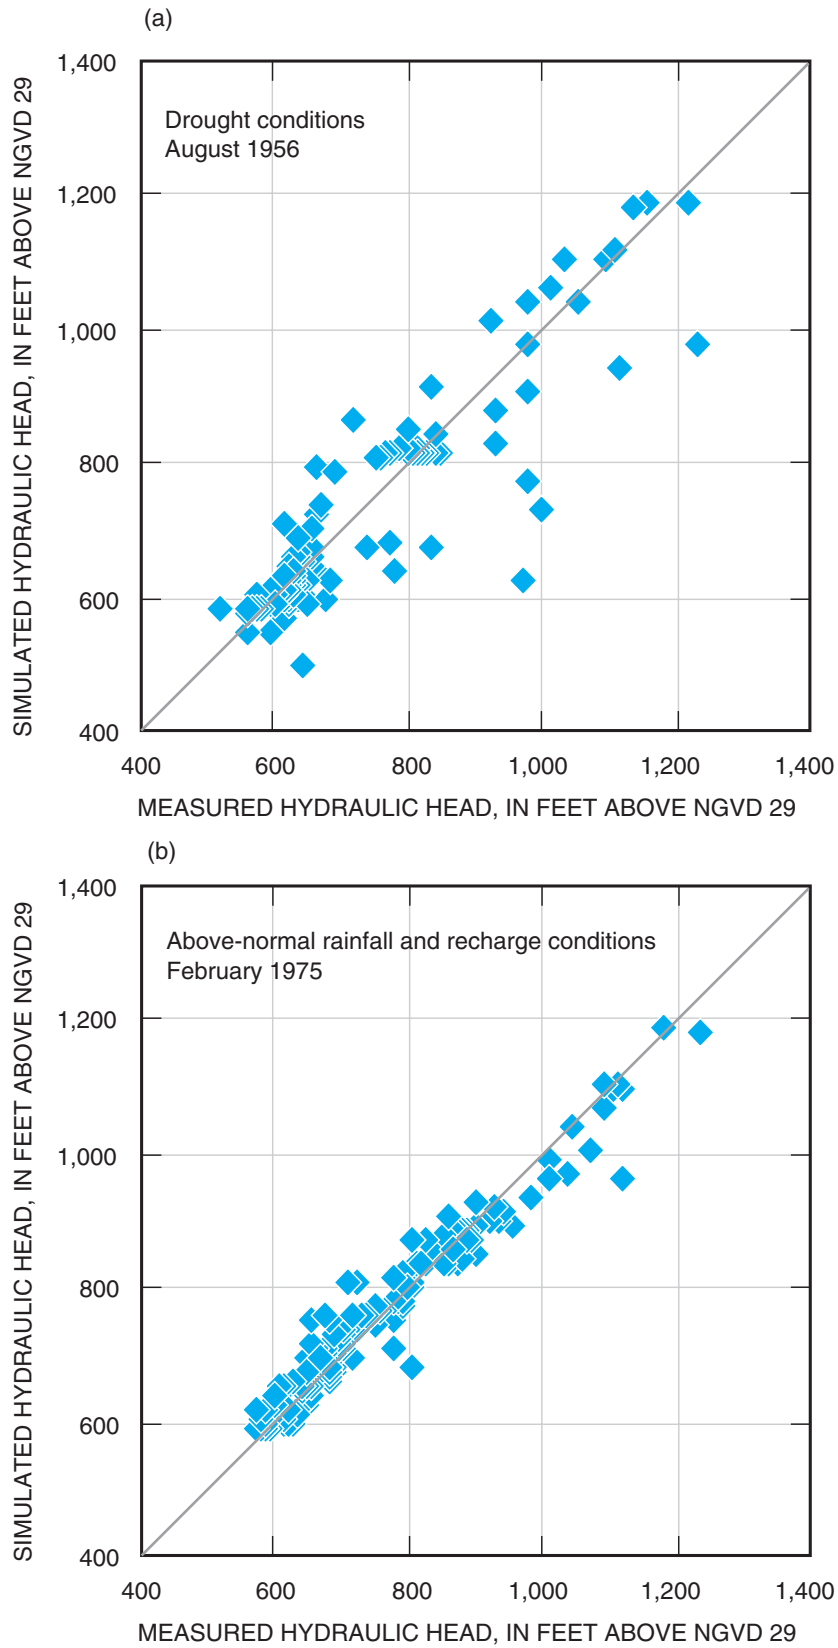 (a)
SIMULATED HYDRAULIC HEAD, IN FEET ABOVE NGVD 29
1,400
1,200
1,000
800
600
400
Drought conditions
August 1956
400 600 800 1,000 1,200 1,400
MEASURED HYDRAULIC HEAD, IN FEET ABOVE NGVD 29
(b)
SIMULATED HYDRAULIC HEAD, IN FEET ABOVE NGVD 29
1,400
1,200
1,000
800
600
400
Above-normal rainfall and recharge conditions
February 1975
400 600 800 1,000 1,200 1,400
MEASURED HYDRAULIC HEAD, IN FEET ABOVE NGVD 29